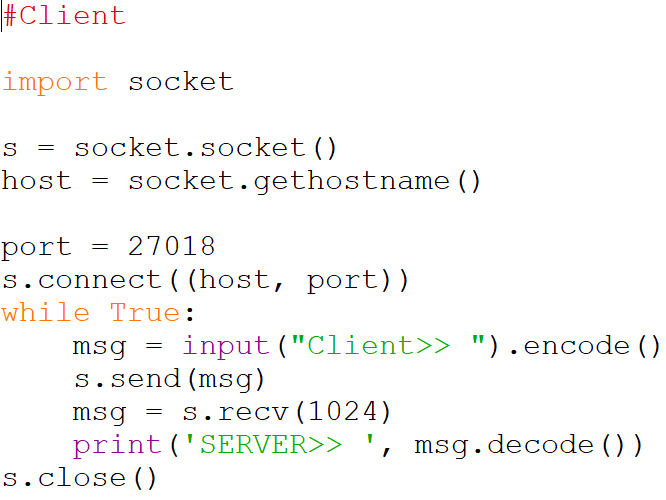 #Client
import socket
s = socket.socket()
host = socket.gethostname()
port = 27018
s.connect((host, port))
while True:
    msg = input("Client>> ").encode()
    s.send(msg)
    msg = s.recv(1024)
    print('SERVER>> ', msg.decode())
s.close()